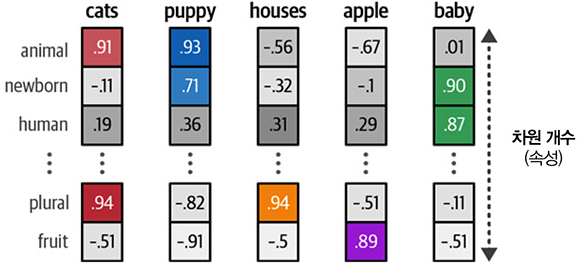 cats puppy houses apple baby
animal .91 .93 -.56 -.67 .01
newborn -.11 .71 -.32 -.1 .90
human .19 .36 .31 .29 .87
차원 개수
(속성)
plural .94 -.82 .94 -.51 -.11
fruit -.51 -.91 -.5 .89 -.51